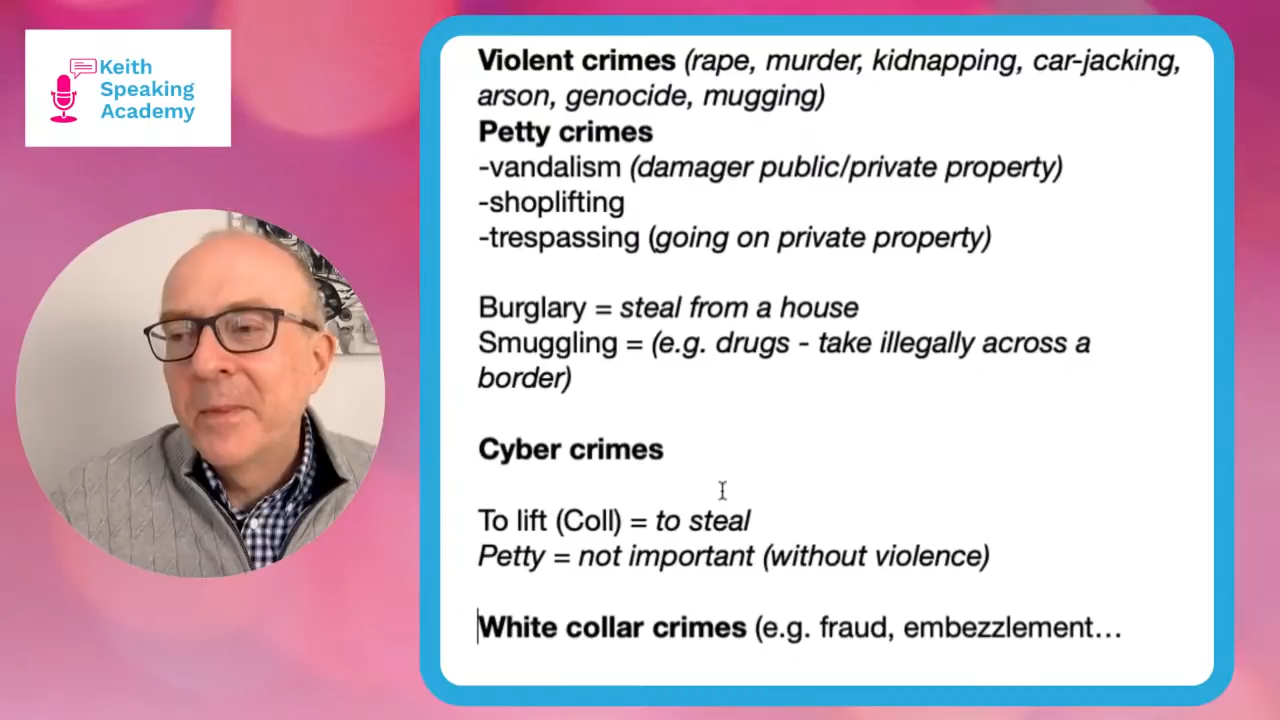 Keith
Speaking
Academy
Violent crimes (rape, murder, kidnapping, car-jacking,
arson, genocide, mugging)
Petty crimes
-vandalism (damager public/private property)
-shoplifting
-trespassing (going on private property)
Burglary = steal from a house
Smuggling = (e.g. drugs - take illegally across a
border)
Cyber crimes
To lift (Coll) = to steal
Petty = not important (without violence)
White collar crimes (e.g. fraud, embezzlement…